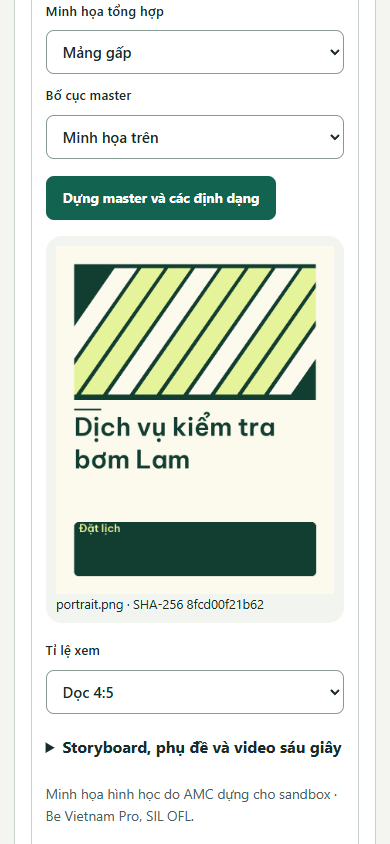 Minh họa tổng hợp
Mảng gấp
Bố cục master
Minh họa trên
Dựng master và các định dạng
Dịch vụ kiểm tra
bơm Lam
Đặt lịch
portrait.png · SHA-256 8fcd00f21b62
Tỉ lệ xem
Dọc 4:5
Storyboard, phụ đề và video sáu giây
Minh họa hình học do AMC dựng cho sandbox ·
Be Vietnam Pro, SIL OFL.